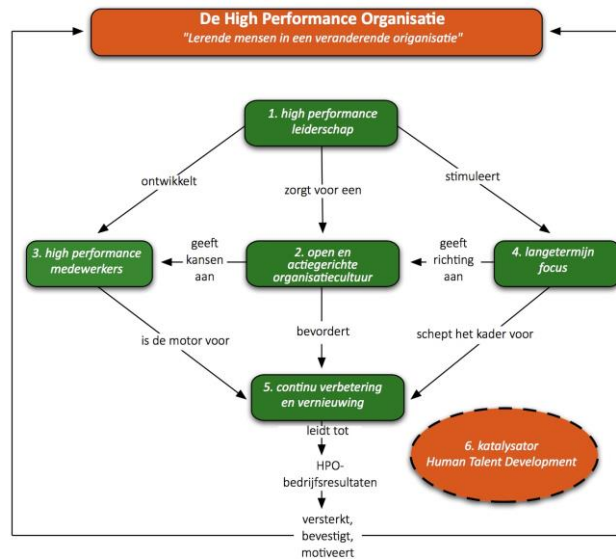 De High Performance Organisatie
"Lerende mensen in een veranderende origanisatie"
1. high performance
leiderschap
ontwikkelt
zorgt voor een
stimuleert
3. high performance
medewerkers
geeft
kansen
aan
2. open en
actiegerichte
organisatiecultuur
geeft
richting
aan
4. langetermijn
focus
is de motor voor
bevordert
schept het kader voor
5. continu verbetering
en vernieuwing
leidt tot
HPO-
bedrijfsresultaten
6. katalysator
Human Talent Development
versterkt,
bevestigt,
motiveert